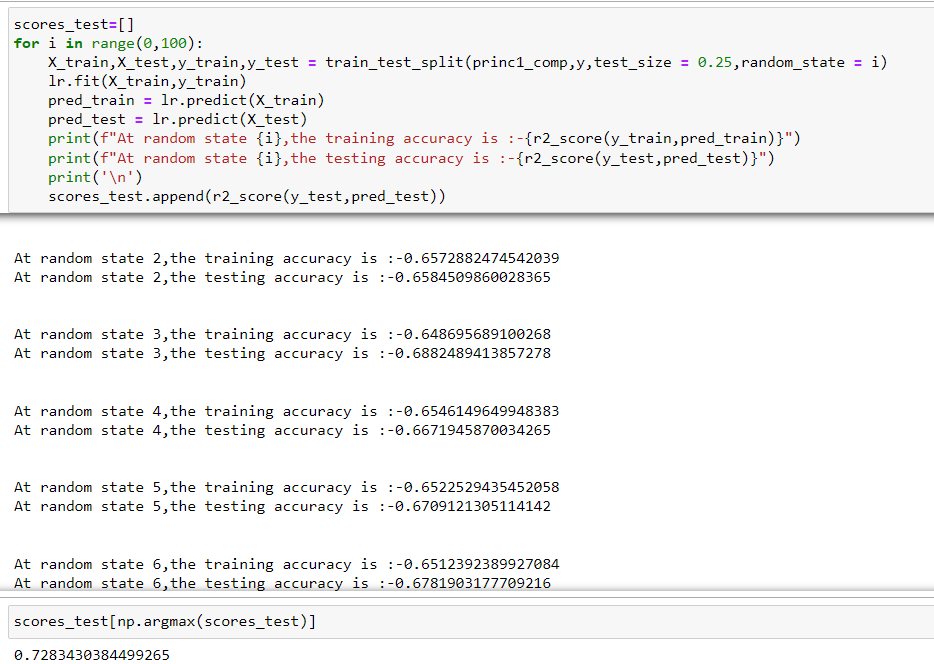 scores_test=[]
for i in range(0,100):
    X_train,X_test,y_train,y_test = train_test_split(princ1_comp,y,test_size = 0.25,random_state = i)
    lr.fit(X_train,y_train)
    pred_train = lr.predict(X_train)
    pred_test = lr.predict(X_test)
    print(f"At random state {i},the training accuracy is :-{r2_score(y_train,pred_train)}")
    print(f"At random state {i},the testing accuracy is :-{r2_score(y_test,pred_test)}")
    print('\n')
    scores_test.append(r2_score(y_test,pred_test))
At random state 2,the training accuracy is :-0.6572882474542039
At random state 2,the testing accuracy is :-0.6584509860028365
At random state 3,the training accuracy is :-0.648695689100268
At random state 3,the testing accuracy is :-0.6882489413857278
At random state 4,the training accuracy is :-0.6546149649948383
At random state 4,the testing accuracy is :-0.6671945870034265
At random state 5,the training accuracy is :-0.6522529435452058
At random state 5,the testing accuracy is :-0.6709121305114142
At random state 6,the training accuracy is :-0.6512392389927084
At random state 6,the testing accuracy is :-0.6781903177709216
scores_test[np.argmax(scores_test)]
0.7283430384499265